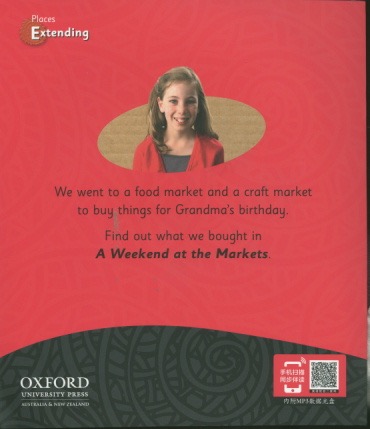 Places
Extending
We went to a food market and a craft market
to buy things for Grandma's birthday.
Find out what we bought in
A Weekend at the Markets.
OXFORD
UNIVERSITY PRESS
AUSTRALIA & NEW ZEALAND
手机扫描
同步伴读
内附MP3数据光盘